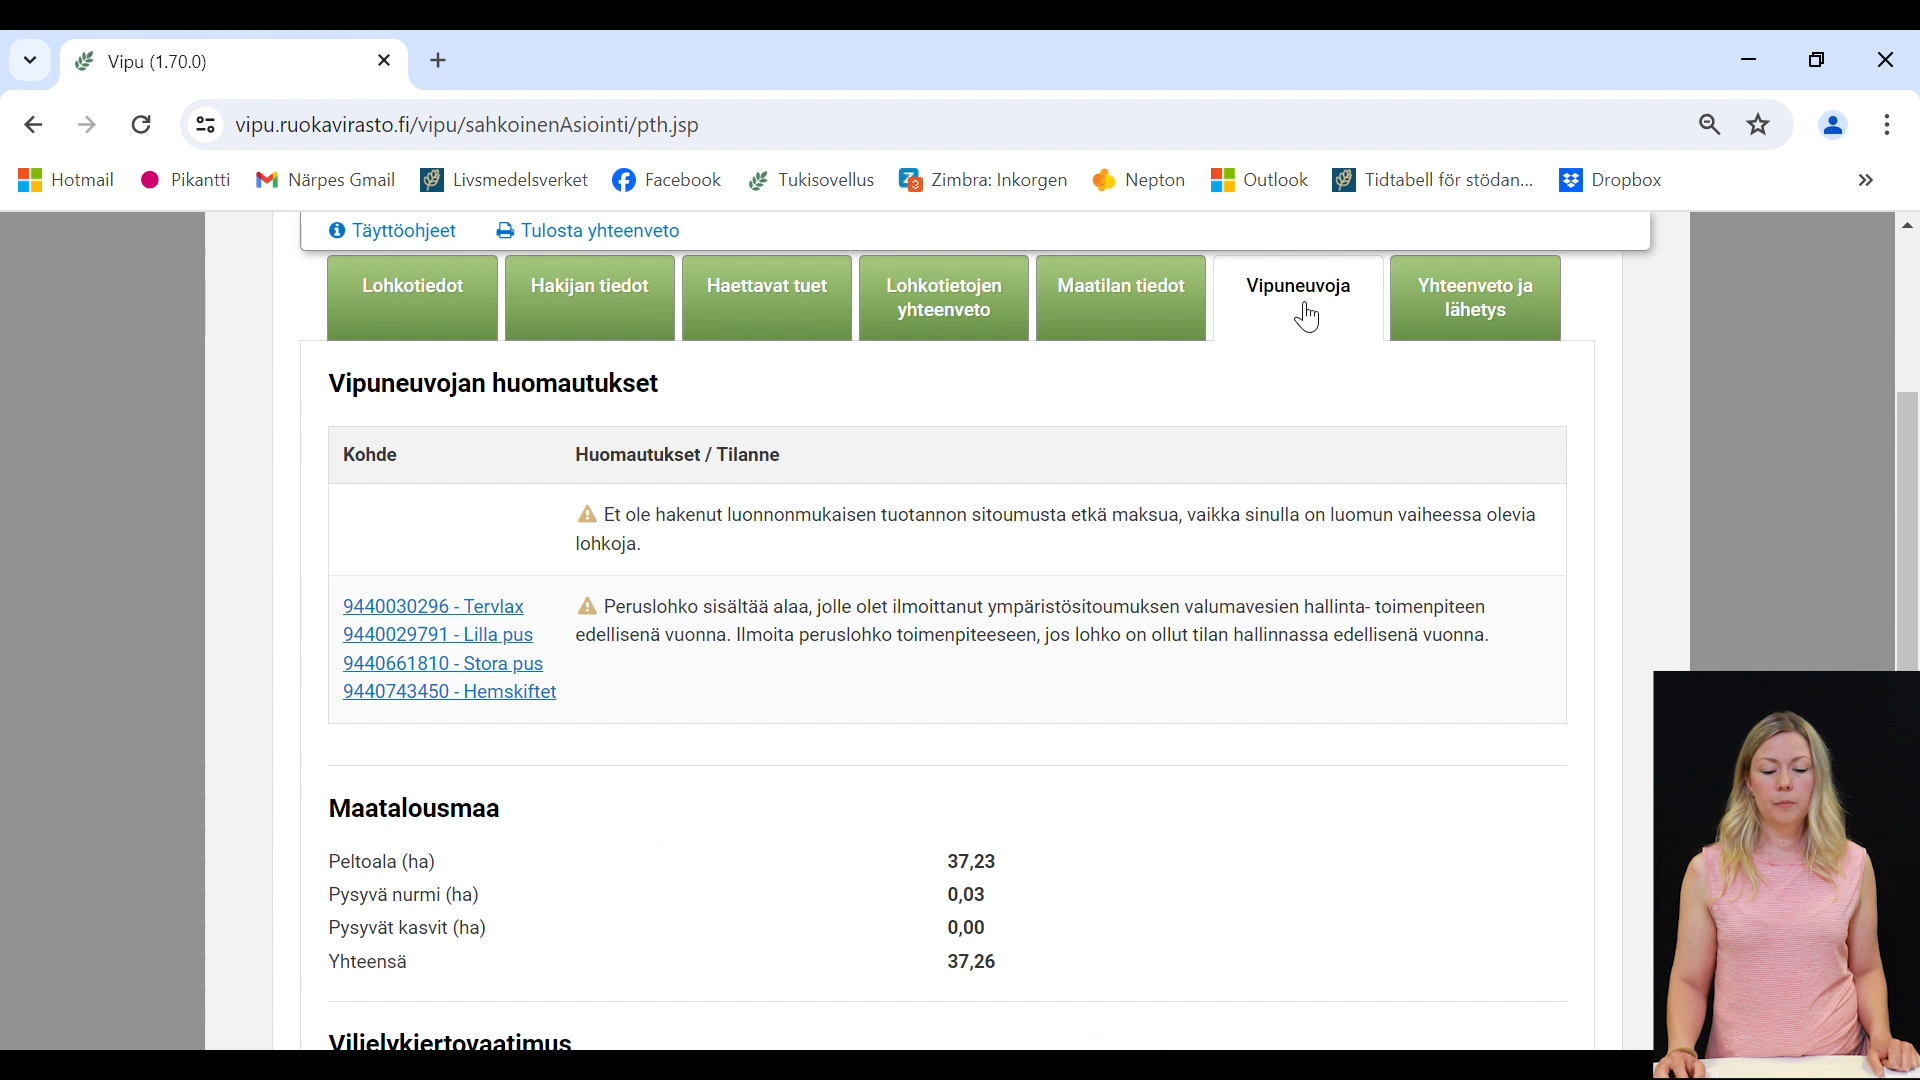 Vipu (1.70.0)
vipu.ruokavirasto.fi/vipu/sahkoinenAsiointi/pth.jsp
Hotmail Pikantti Närpes Gmail Livsmedelsverket Facebook Tukisovellus Zimbra: Inkorgen Nepton Outlook Tidtabell för stödan... Dropbox
Täyttöohjeet Tulosta yhteenveto
Lohkotiedot Hakijan tiedot Haettavat tuet Lohkotietojen yhteenveto Maatilan tiedot Vipuneuvoja Yhteenveto ja lähetys
Vipuneuvojan huomautukset
Kohde Huomautukset / Tilanne
Et ole hakenut luonnonmukaisen tuotannon sitoumusta etkä maksua, vaikka sinulla on luomun vaiheessa olevia
lohkoja.
9440030296 - Tervlax Peruslohko sisältää alaa, jolle olet ilmoittanut ympäristösitoumuksen valumavesien hallinta- toimenpiteen
9440029791 - Lilla pus edellisenä vuonna. Ilmoita peruslohko toimenpiteeseen, jos lohko on ollut tilan hallinnassa edellisenä vuonna.
9440661810 - Stora pus
9440743450 - Hemskiftet
Maatalousmaa
Peltoala (ha) 37,23
Pysyvä nurmi (ha) 0,03
Pysyvät kasvit (ha) 0,00
Yhteensä 37,26
Viljelykiertovaatimus